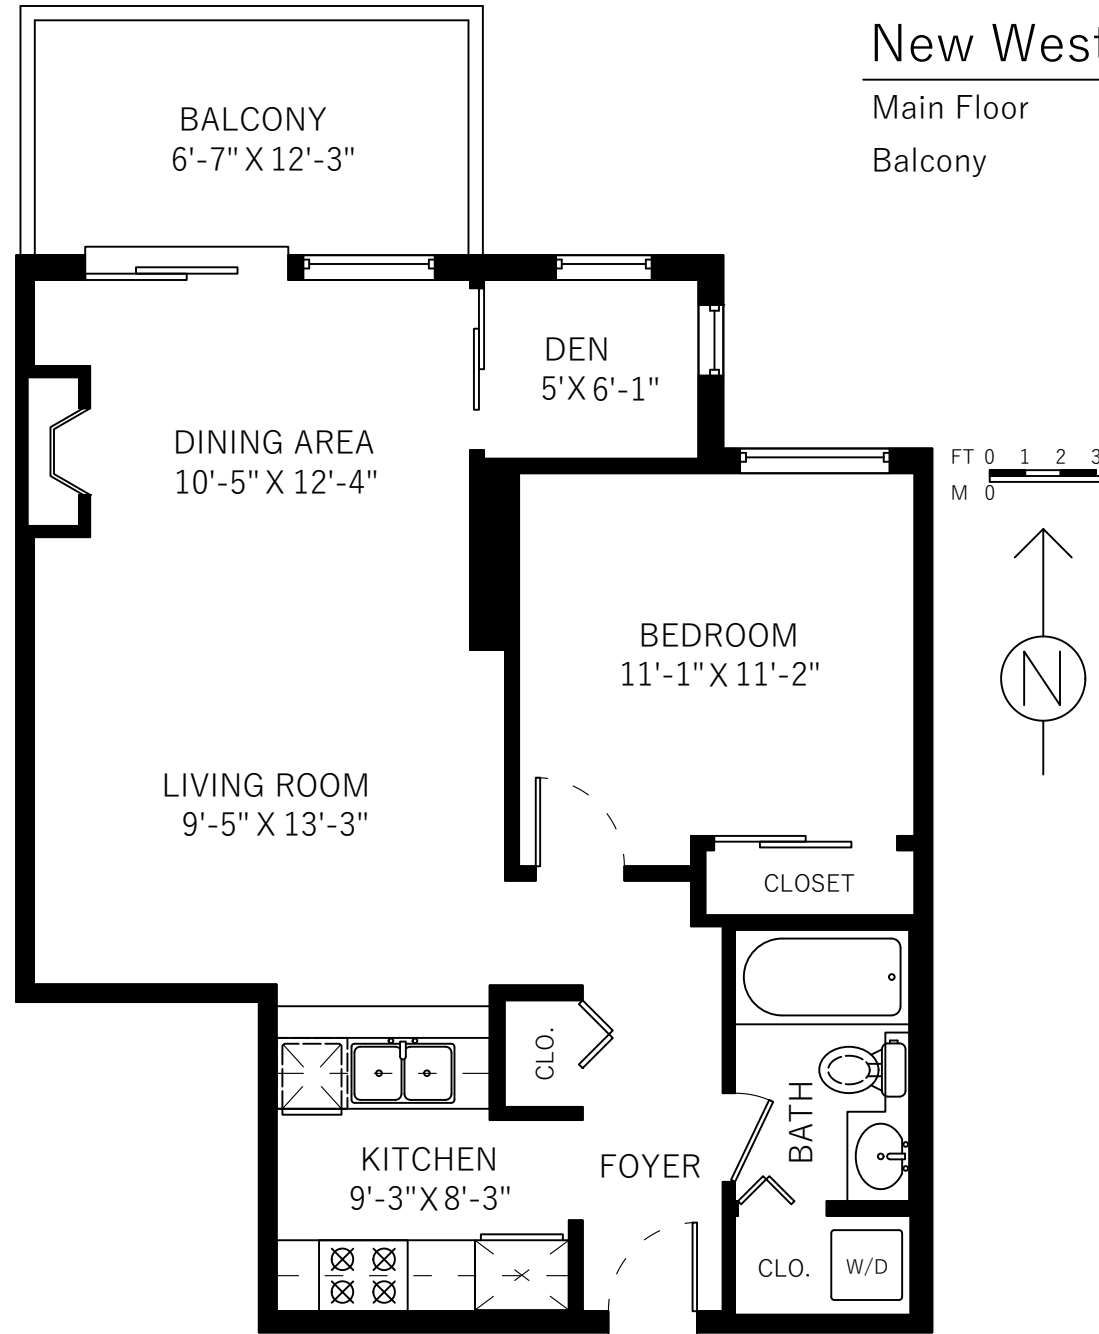 New West
Main Floor
Balcony
BALCONY
6'-7" X 12'-3"
DEN
5' X 6'-1"
DINING AREA
10'-5" X 12'-4"
FT 0 1 2 3
M 0
N
BEDROOM
11'-1" X 11'-2"
LIVING ROOM
9'-5" X 13'-3"
CLOSET
CLO.
BATH
KITCHEN
9'-3" X 8'-3"
FOYER
CLO.
W/D